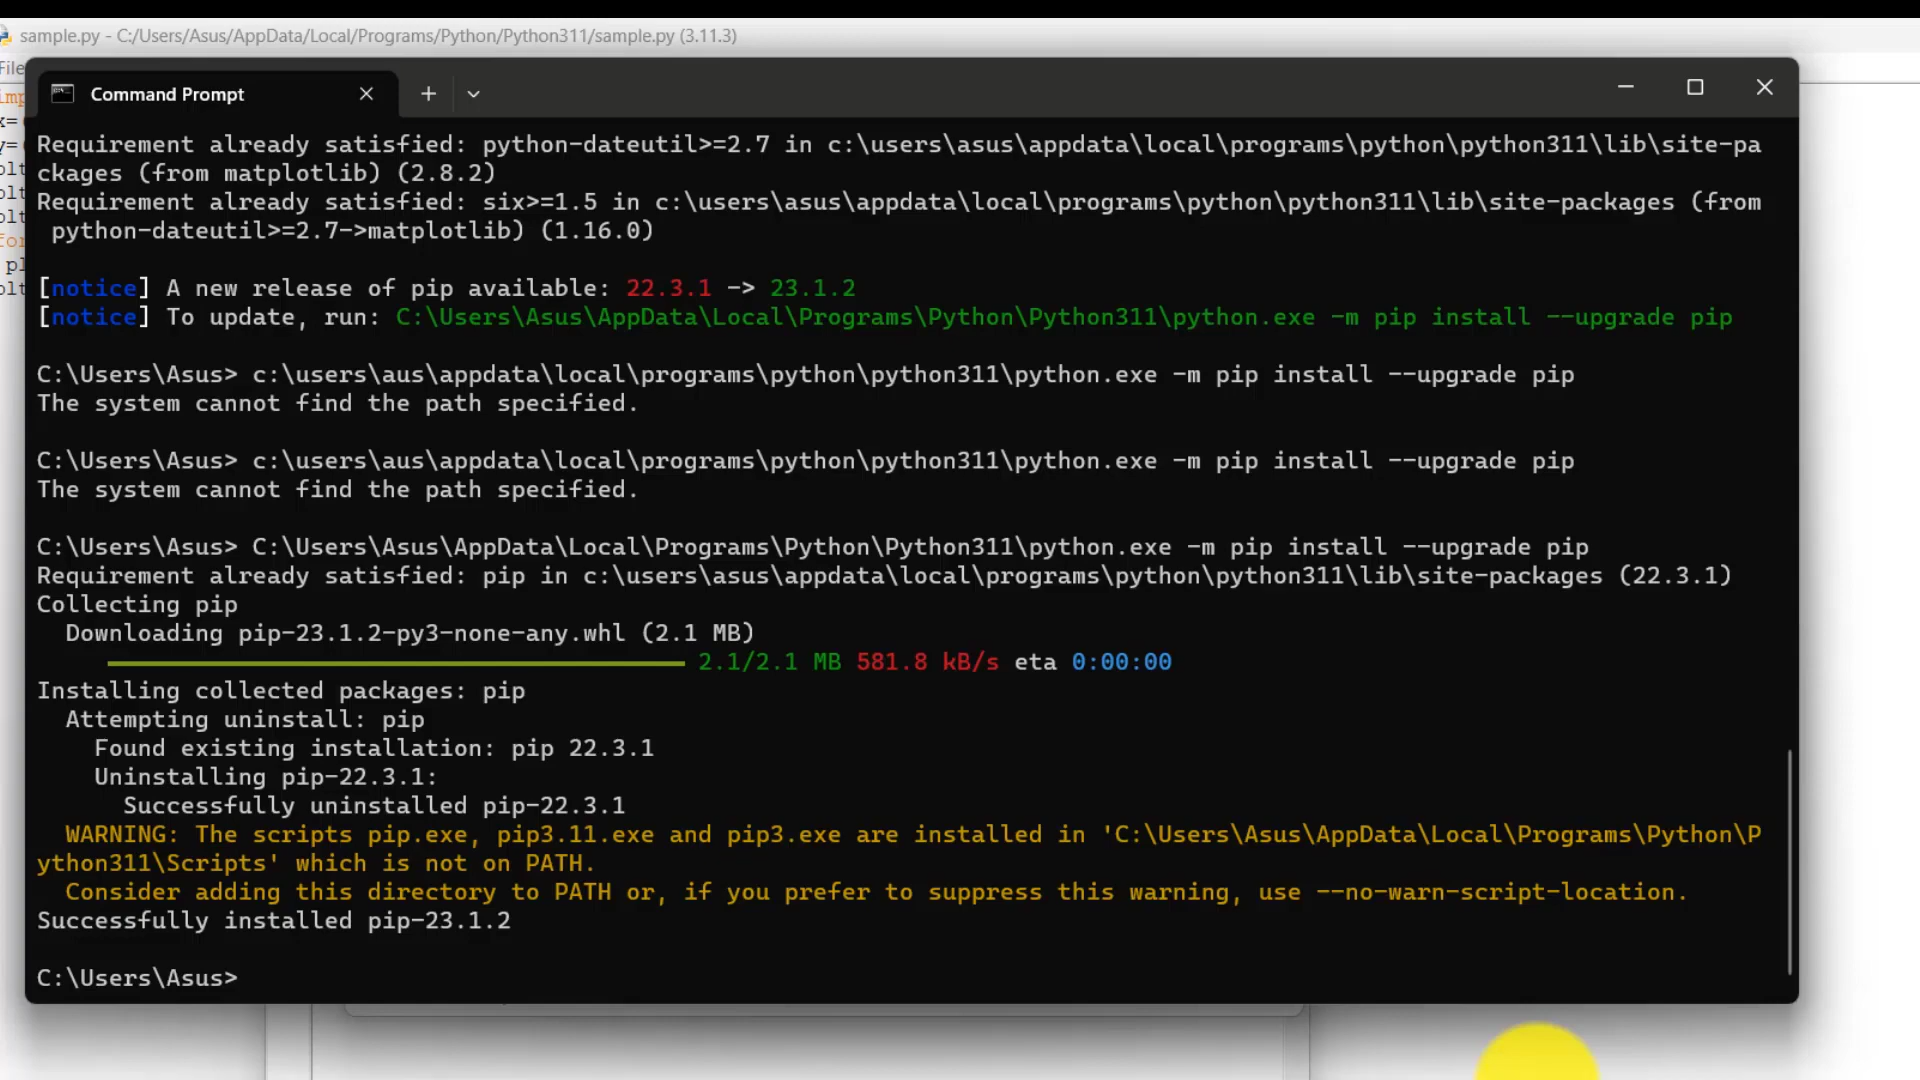 sample.py - C:/Users/Asus/AppData/Local/Programs/Python/Python311/sample.py (3.11.3)
File
Command Prompt
imp
x=
y=
plt
plt
plt
for
pl
plt
Requirement already satisfied: python-dateutil>=2.7 in c:\users\asus\appdata\local\programs\python\python311\lib\site-pa
ckages (from matplotlib) (2.8.2)
Requirement already satisfied: six>=1.5 in c:\users\asus\appdata\local\programs\python\python311\lib\site-packages (from
 python-dateutil>=2.7->matplotlib) (1.16.0)
[notice] A new release of pip available: 22.3.1 -> 23.1.2
[notice] To update, run: C:\Users\Asus\AppData\Local\Programs\Python\Python311\python.exe -m pip install --upgrade pip
C:\Users\Asus> c:\users\aus\appdata\local\programs\python\python311\python.exe -m pip install --upgrade pip
The system cannot find the path specified.
C:\Users\Asus> c:\users\aus\appdata\local\programs\python\python311\python.exe -m pip install --upgrade pip
The system cannot find the path specified.
C:\Users\Asus> C:\Users\Asus\AppData\Local\Programs\Python\Python311\python.exe -m pip install --upgrade pip
Requirement already satisfied: pip in c:\users\asus\appdata\local\programs\python\python311\lib\site-packages (22.3.1)
Collecting pip
  Downloading pip-23.1.2-py3-none-any.whl (2.1 MB)
2.1/2.1 MB 581.8 kB/s eta 0:00:00
Installing collected packages: pip
  Attempting uninstall: pip
    Found existing installation: pip 22.3.1
    Uninstalling pip-22.3.1:
      Successfully uninstalled pip-22.3.1
  WARNING: The scripts pip.exe, pip3.11.exe and pip3.exe are installed in 'C:\Users\Asus\AppData\Local\Programs\Python\P
ython311\Scripts' which is not on PATH.
  Consider adding this directory to PATH or, if you prefer to suppress this warning, use --no-warn-script-location.
Successfully installed pip-23.1.2
C:\Users\Asus>